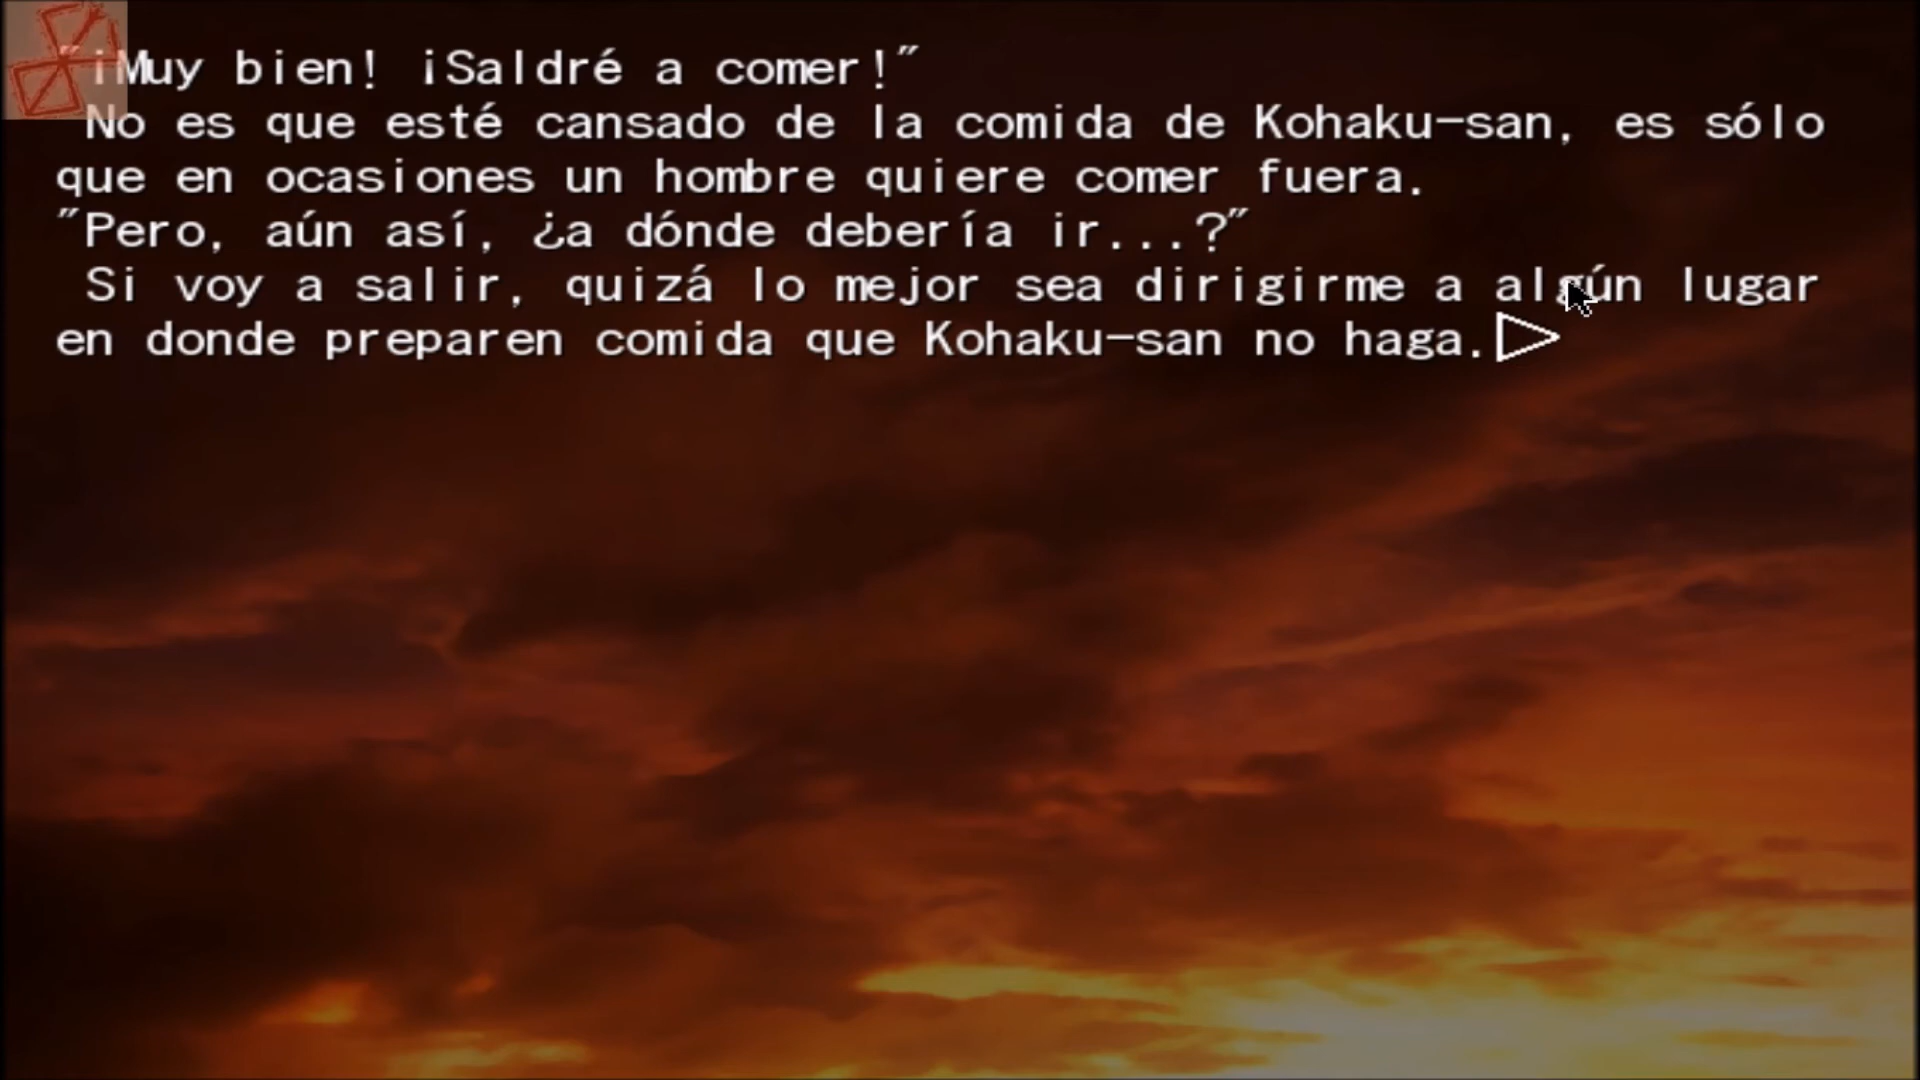 "¡Muy bien! ¡Saldré a comer!"
No es que esté cansado de la comida de Kohaku-san, es sólo
que en ocasiones un hombre quiere comer fuera.
"Pero, aún así, ¿a dónde debería ir...?"
Si voy a salir, quizá lo mejor sea dirigirme a algún lugar
en donde preparen comida que Kohaku-san no haga.